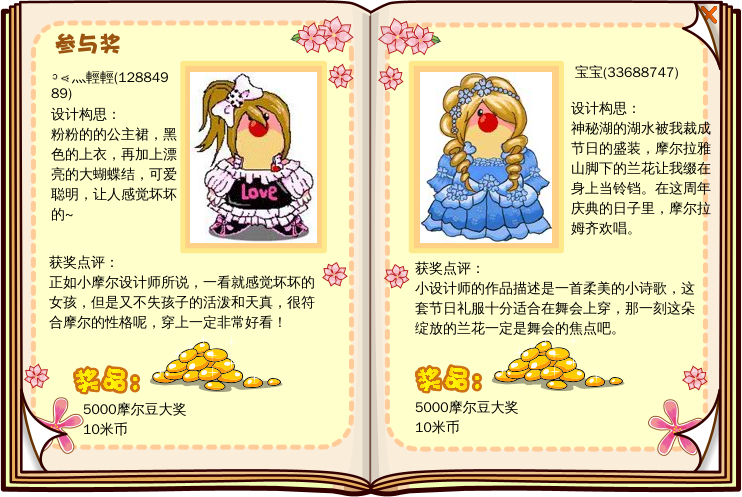 参与奖
၁⋞灬輕輕(128849
89)
设计构思：
粉粉的的公主裙，黑
色的上衣，再加上漂
亮的大蝴蝶结，可爱
聪明，让人感觉坏坏
的~
Love
获奖点评：
正如小摩尔设计师所说，一看就感觉坏坏的
女孩，但是又不失孩子的活泼和天真，很符
合摩尔的性格呢，穿上一定非常好看！
奖品：
5000摩尔豆大奖
10米币
宝宝(33688747)
设计构思：
神秘湖的湖水被我裁成
节日的盛装，摩尔拉雅
山脚下的兰花让我缀在
身上当铃铛。在这周年
庆典的日子里，摩尔拉
姆齐欢唱。
获奖点评：
小设计师的作品描述是一首柔美的小诗歌，这
套节日礼服十分适合在舞会上穿，那一刻这朵
绽放的兰花一定是舞会的焦点吧。
奖品：
5000摩尔豆大奖
10米币